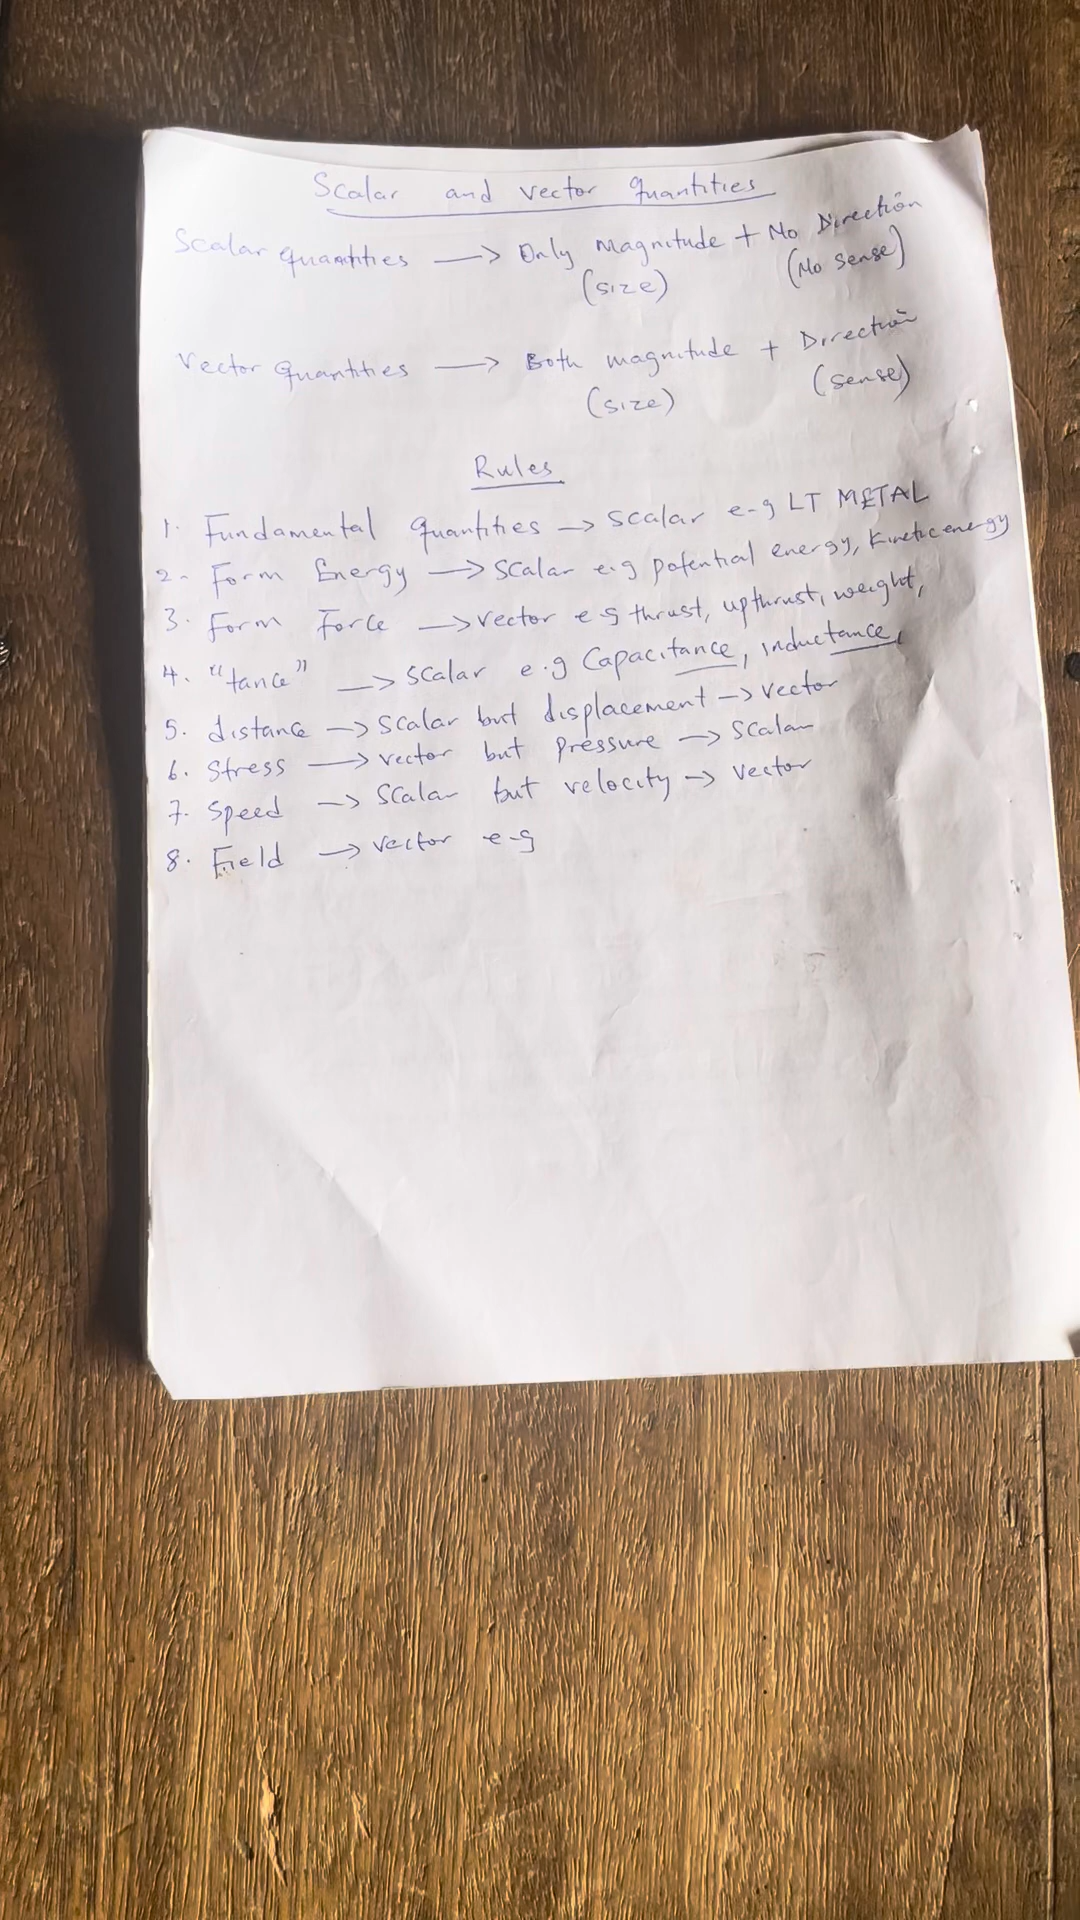 Scalar and vector quantities
Scalar quantities → Only magnitude + No Direction
(size) (No sense)
Vector Quantities → Both magnitude + Direction
(size) (sense)
Rules
1. Fundamental quantities → scalar e-g LT METAL
2. Form Energy → scalar e.g potential energy, kinetic energy
3. Form Force → vector e g thrust, upthrust, weight,
4. "tance" → scalar e.g Capacitance, inductance,
5. distance → scalar but displacement → vector
6. stress → vector but pressure → scalar
7. Speed → scalar but velocity → vector
8. Field → vector e-g